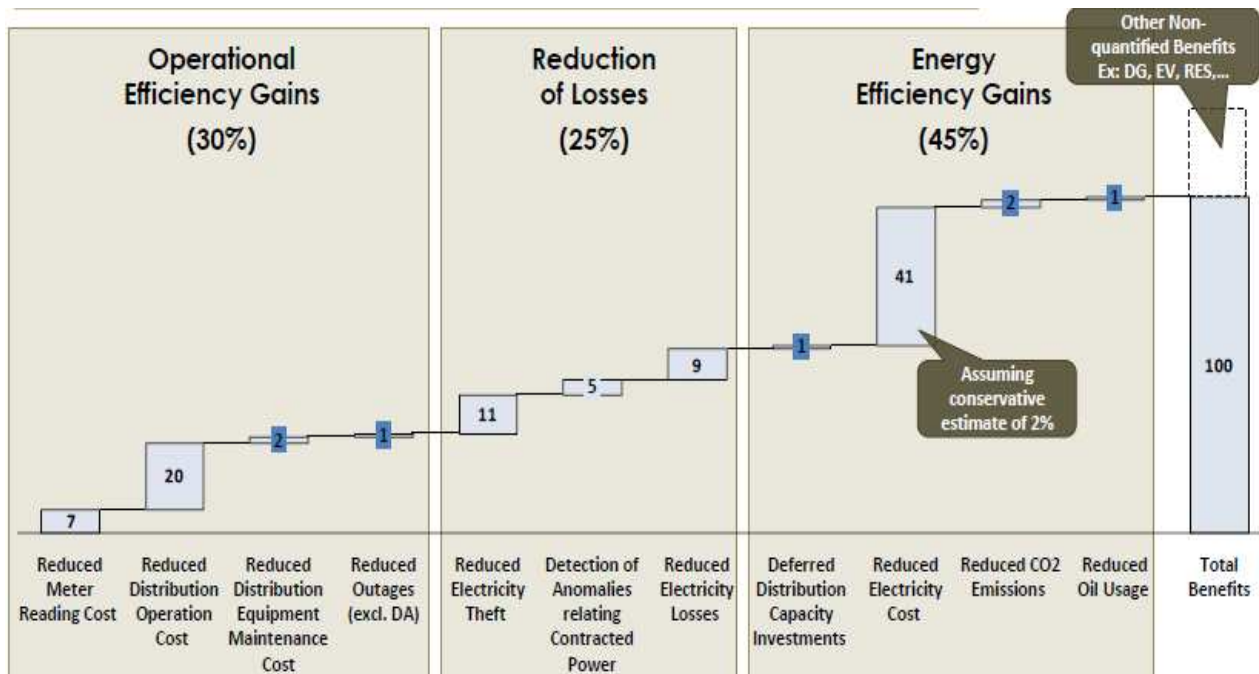 Operational
Efficiency Gains
(30%)
Reduction
of Losses
(25%)
Energy
Efficiency Gains
(45%)
Other Non-
quantified Benefits
Ex: DG, EV, RES,...
7
20
2
1
11
5
9
1
41
2
1
100
Assuming
conservative
estimate of 2%
Reduced
Meter
Reading Cost
Reduced
Distribution
Operation
Cost
Reduced
Distribution
Equipment
Maintenance
Cost
Reduced
Outages
(excl. DA)
Reduced
Electricity
Theft
Detection of
Anomalies
relating
Contracted
Power
Reduced
Electricity
Losses
Deferred
Distribution
Capacity
Investments
Reduced
Electricity
Cost
Reduced CO2
Emissions
Reduced
Oil Usage
Total
Benefits